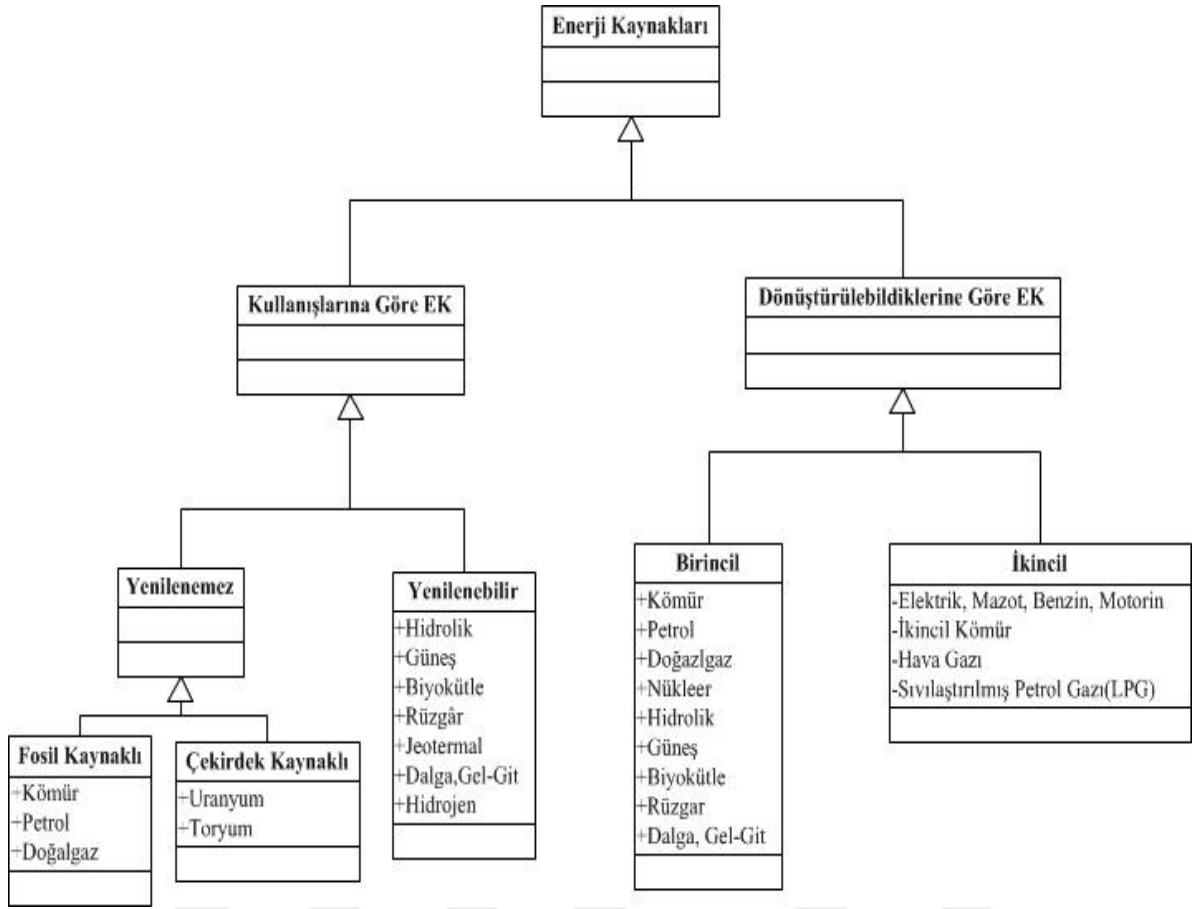 Enerji Kaynakları
Kullanışlarına Göre EK
Dönüştürülebildiklerine Göre EK
Yenilenemez
Yenilenebilir
+Hidrolik
+Güneş
+Biyokütle
+Rüzgâr
+Jeotermal
+Dalga,Gel-Git
+Hidrojen
Birincil
+Kömür
+Petrol
+Doğazlgaz
+Nükleer
+Hidrolik
+Güneş
+Biyokütle
+Rüzgar
+Dalga, Gel-Git
İkincil
-Elektrik, Mazot, Benzin, Motorin
-İkincil Kömür
-Hava Gazı
-Sıvılaştırılmış Petrol Gazı(LPG)
Fosil Kaynaklı
+Kömür
+Petrol
+Doğalgaz
Çekirdek Kaynaklı
+Uranyum
+Toryum